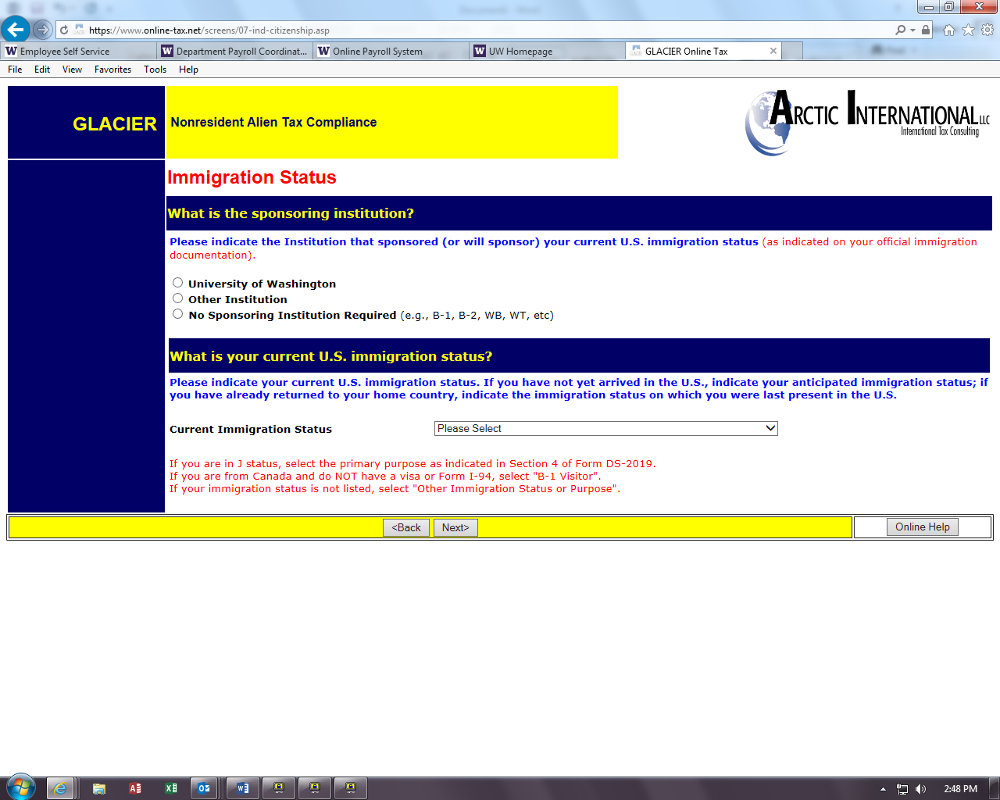 https://www.online-tax.net/screens/07-ind-citizenship.asp
Employee Self Service
Department Payroll Coordinat...
Online Payroll System
UW Homepage
GLACIER Online Tax
File Edit View Favorites Tools Help
GLACIER
Nonresident Alien Tax Compliance
ARCTIC INTERNATIONAL LLC
International Tax Consulting
Immigration Status
What is the sponsoring institution?
Please indicate the Institution that sponsored (or will sponsor) your current U.S. immigration status (as indicated on your official immigration
documentation).
University of Washington
Other Institution
No Sponsoring Institution Required (e.g., B-1, B-2, WB, WT, etc)
What is your current U.S. immigration status?
Please indicate your current U.S. immigration status. If you have not yet arrived in the U.S., indicate your anticipated immigration status; if
you have already returned to your home country, indicate the immigration status on which you were last present in the U.S.
Current Immigration Status
Please Select
If you are in J status, select the primary purpose as indicated in Section 4 of Form DS-2019.
If you are from Canada and do NOT have a visa or Form I-94, select "B-1 Visitor".
If your immigration status is not listed, select "Other Immigration Status or Purpose".
<Back
Next>
Online Help
2:48 PM